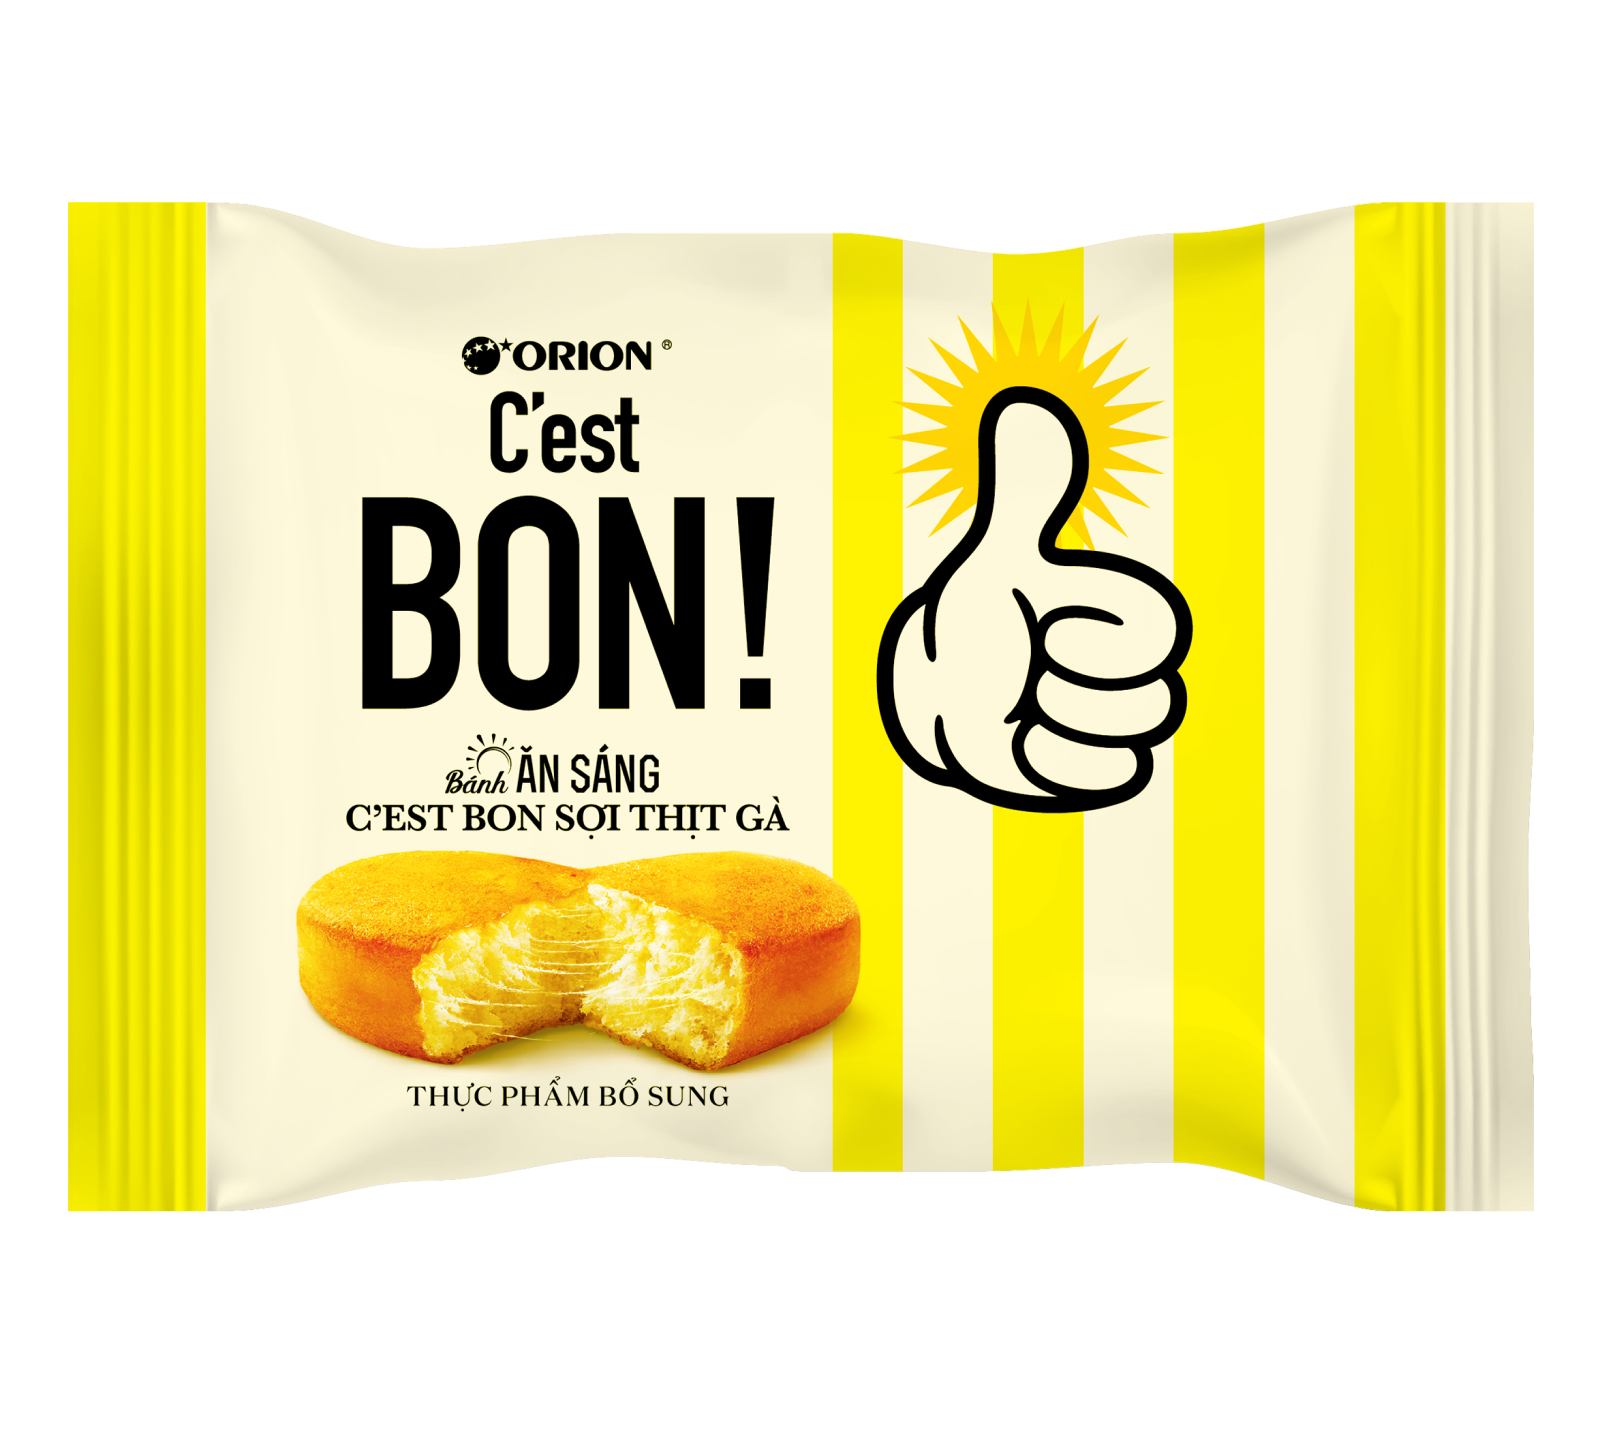 ORION ®
C'est
BON!
Bánh ĂN SÁNG
C'EST BON SỢI THỊT GÀ
THỰC PHẨM BỔ SUNG